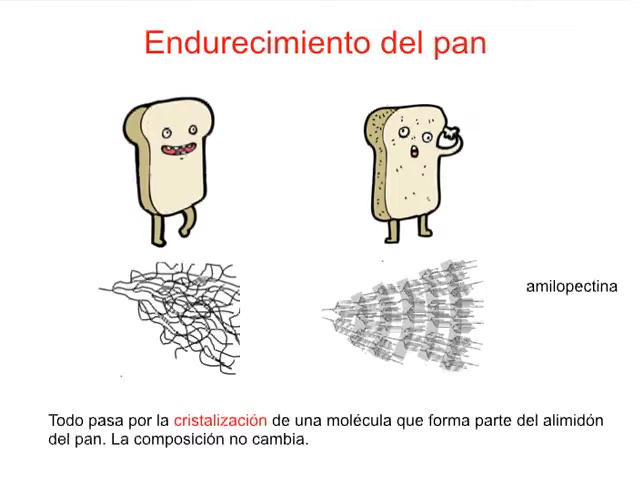 Endurecimiento del pan
amilopectina
Todo pasa por la cristalización de una molécula que forma parte del alimidón
del pan. La composición no cambia.